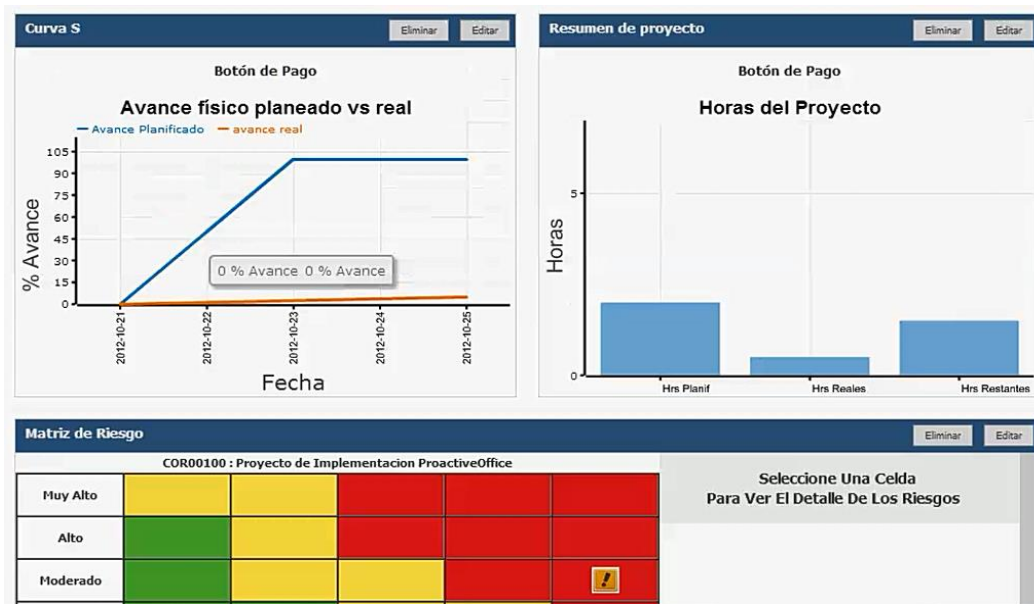 Curva S
Eliminar
Editar
Botón de Pago
Avance físico planeado vs real
Avance Planificado
avance real
105
90
75
60
45
30
15
0
% Avance
0 % Avance 0 % Avance
2012-10-21
2012-10-22
2012-10-23
2012-10-24
2012-10-25
Fecha
Resumen de proyecto
Eliminar
Editar
Botón de Pago
Horas del Proyecto
5
0
Horas
Hrs Planif
Hrs Reales
Hrs Restantes
Matriz de Riesgo
Eliminar
Editar
COR00100 : Proyecto de Implementacion ProactiveOffice
Muy Alto
Alto
Moderado
Seleccione Una Celda
Para Ver El Detalle De Los Riesgos